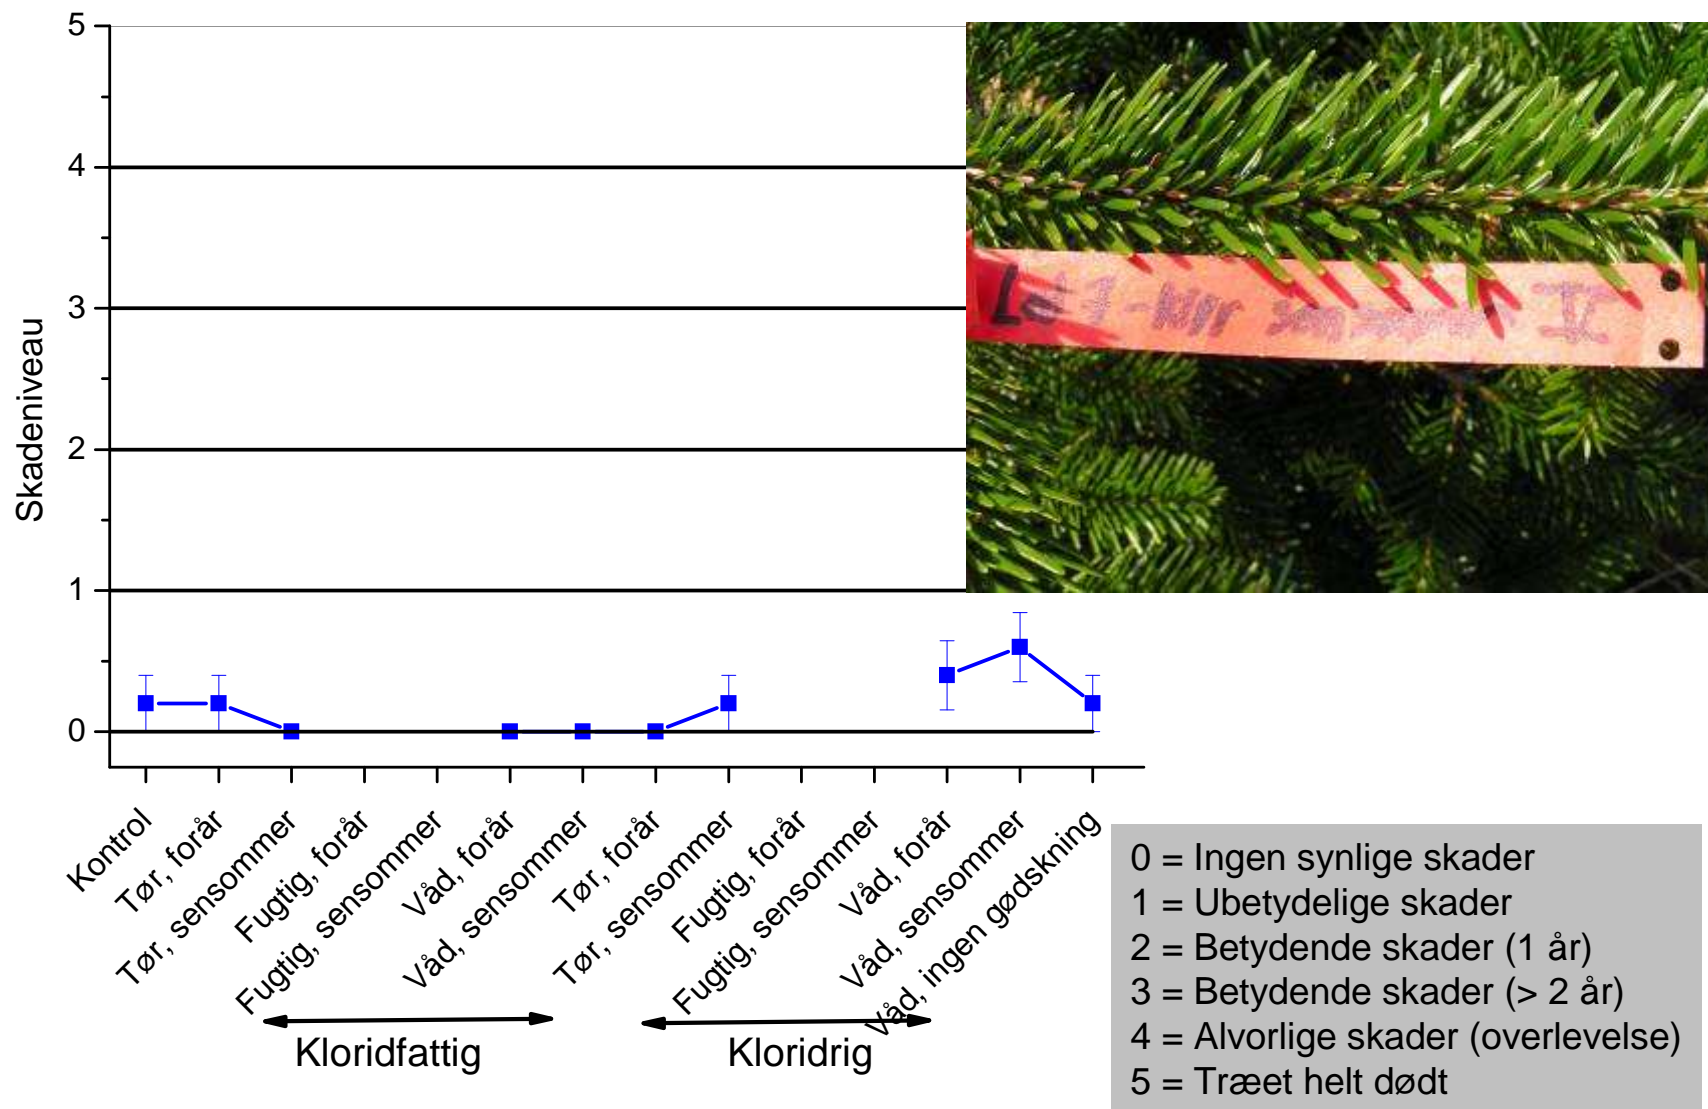 Skadeniveau
5
4
3
2
1
0
Kontrol
Tør, forår
Tør, sensommer
Fugtig, forår
Fugtig, sensommer
Våd, forår
Våd, sensommer
Tør, forår
Tør, sensommer
Fugtig, forår
Fugtig, sensommer
Våd, forår
Våd, sensommer
Våd, ingen gødskning
Kloridfattig
Kloridrig
0 = Ingen synlige skader
1 = Ubetydelige skader
2 = Betydende skader (1 år)
3 = Betydende skader (> 2 år)
4 = Alvorlige skader (overlevelse)
5 = Træet helt dødt